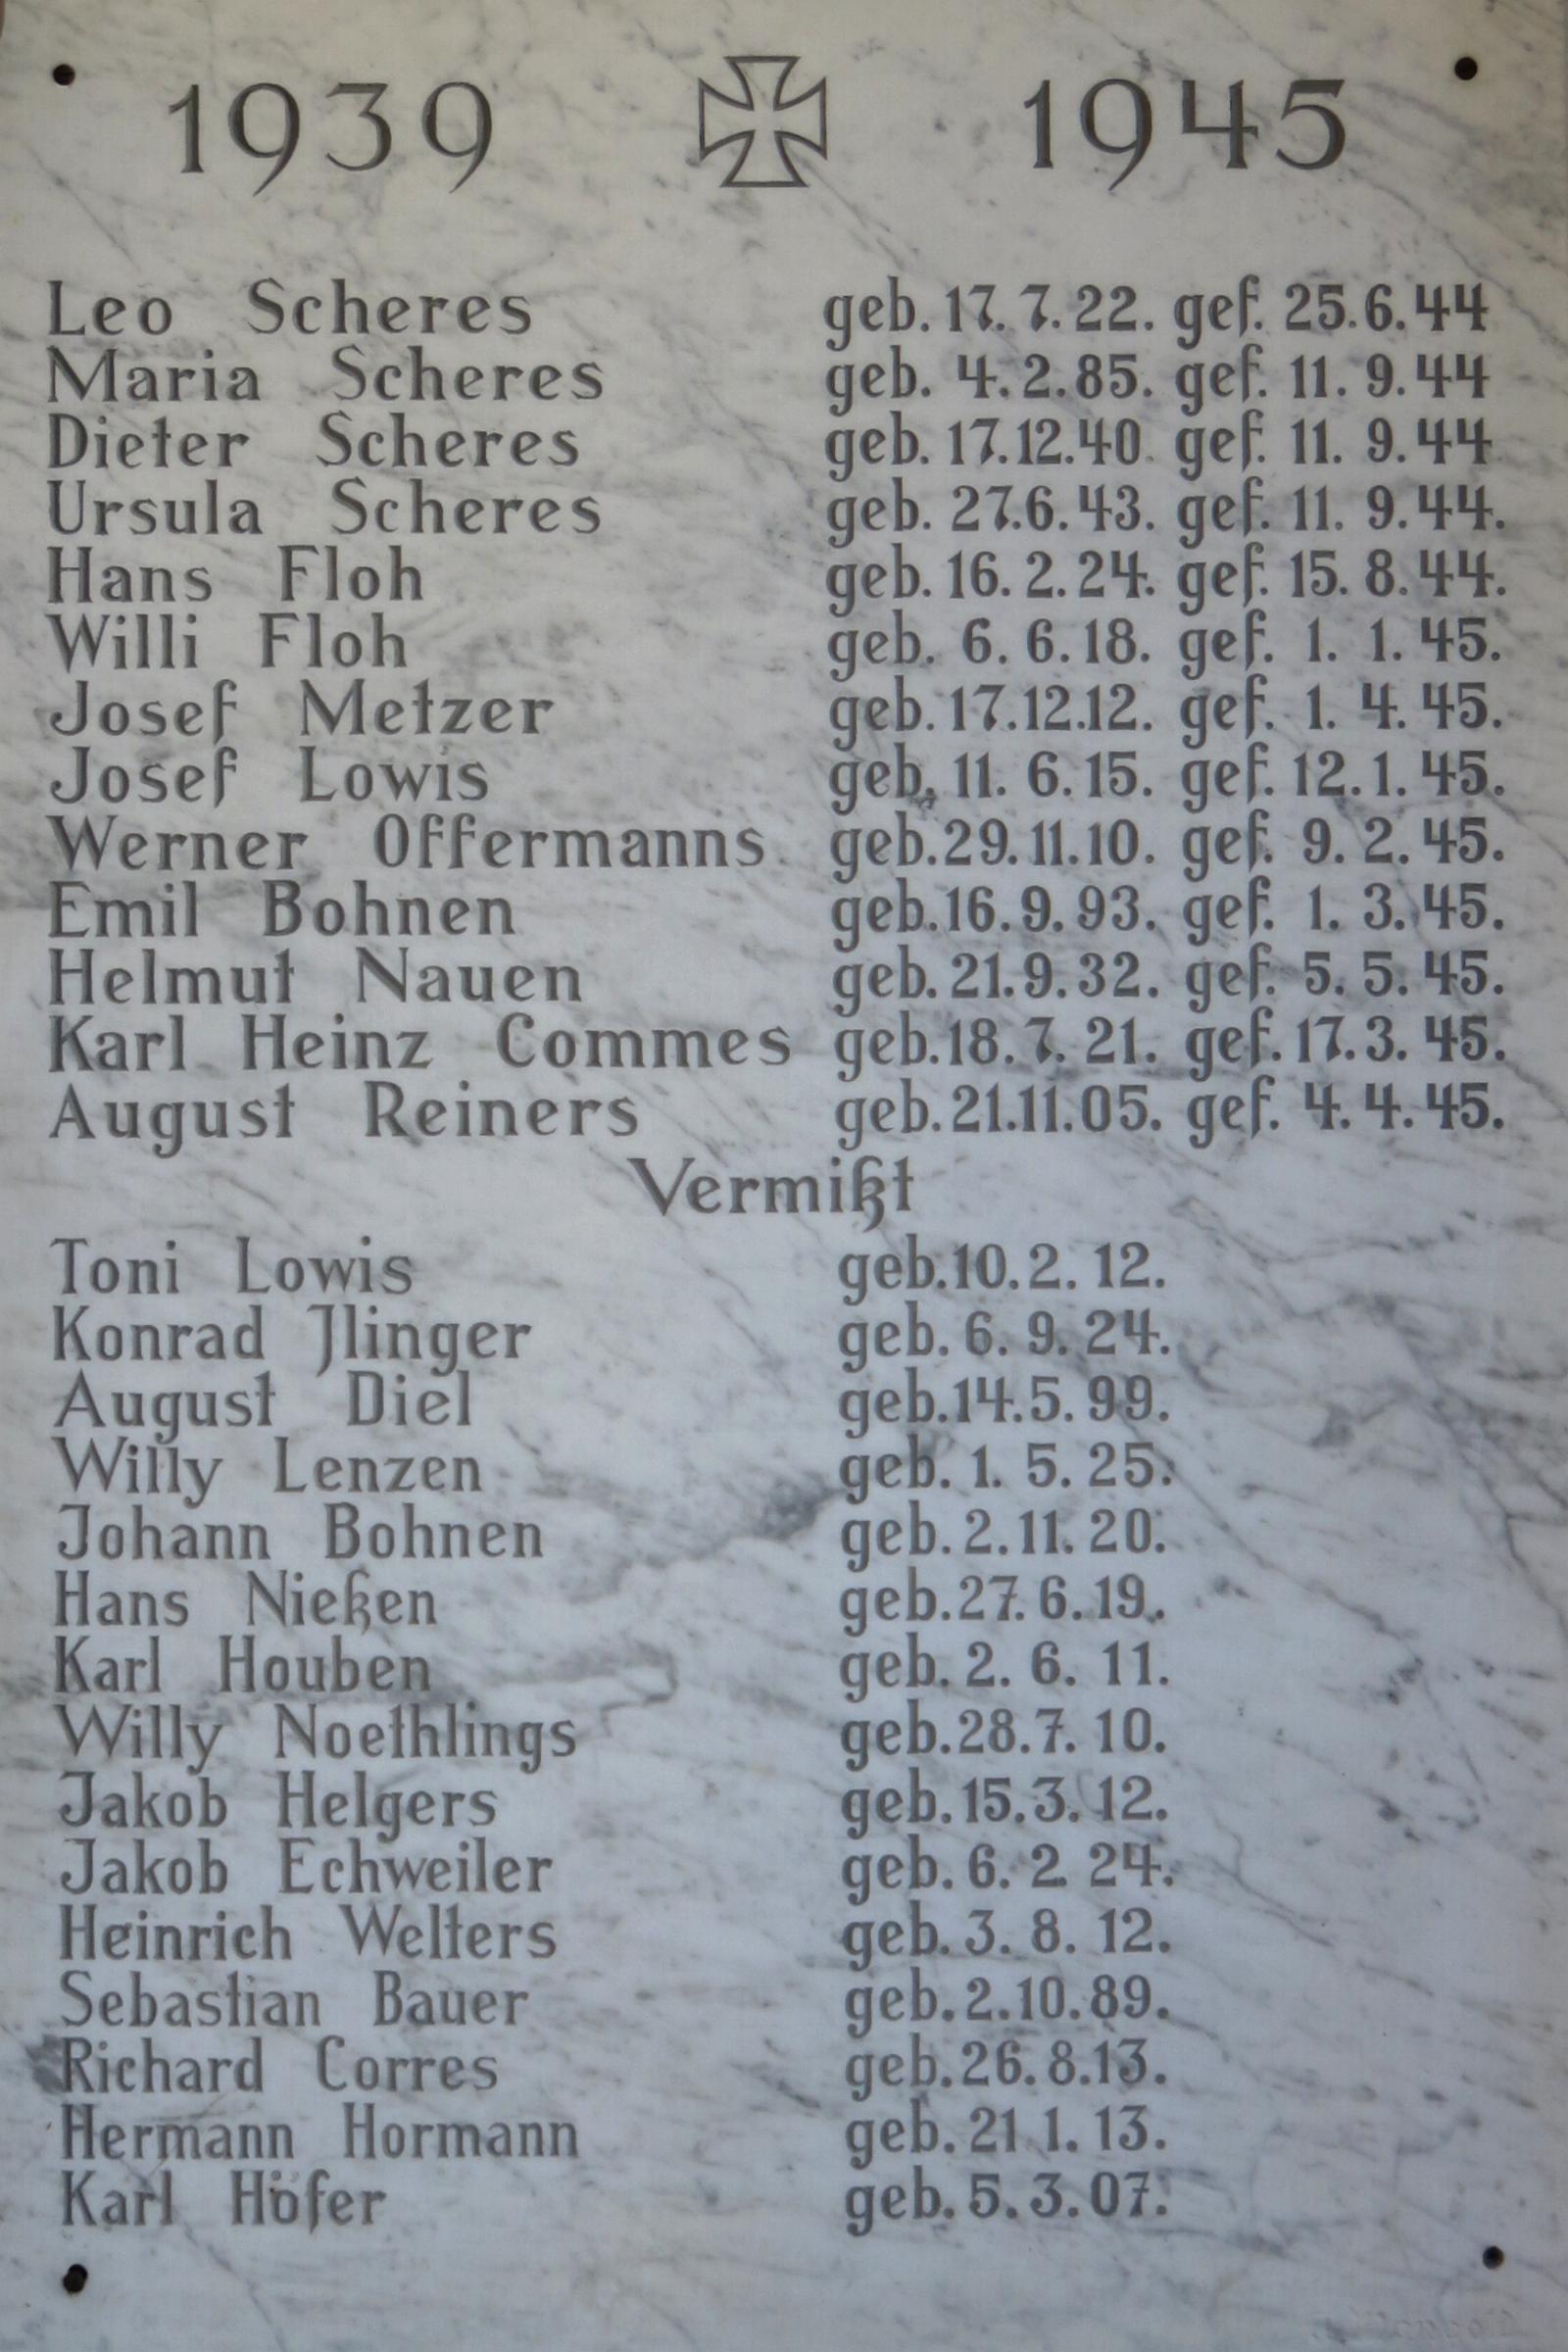 1939 1945
Leo Scheres geb. 17. 7. 22. gef. 25. 6. 44
Maria Scheres geb. 4. 2. 85. gef. 11. 9. 44
Dieter Scheres geb. 17. 12. 40. gef. 11. 9. 44
Ursula Scheres geb. 27. 6. 43. gef. 11. 9. 44.
Hans Floh geb. 16. 2. 24. gef. 15. 8. 44.
Willi Floh geb. 6. 6. 18. gef. 1. 1. 45.
Josef Metzer geb. 17. 12. 12. gef. 1. 4. 45.
Josef Lowis geb. 11. 6. 15. gef. 12. 1. 45.
Werner Offermanns geb. 29. 11. 10. gef. 9. 2. 45.
Emil Bohnen geb. 16. 9. 93. gef. 1. 3. 45.
Helmut Nauen geb. 21. 9. 32. gef. 5. 5. 45.
Karl Heinz Commes geb. 18. 7. 21. gef. 17. 3. 45.
August Reiners geb. 21. 11. 05. gef. 4. 4. 45.
Vermißt
Toni Lowis geb. 10. 2. 12.
Konrad Jlinger geb. 6. 9. 24.
August Diel geb. 14. 5. 99.
Willy Lenzen geb. 1. 5. 25.
Johann Bohnen geb. 2. 11. 20.
Hans Nießen geb. 27. 6. 19.
Karl Houben geb. 2. 6. 11.
Willy Noethlings geb. 28. 7. 10.
Jakob Helgers geb. 15. 3. 12.
Jakob Echweiler geb. 6. 2 24.
Heinrich Welters geb. 3. 8. 12.
Sebastian Bauer geb. 2. 10. 89.
Richard Corres geb. 26. 8. 13.
Hermann Hormann geb. 21 1. 13.
Karl Höfer geb. 5. 3. 07.